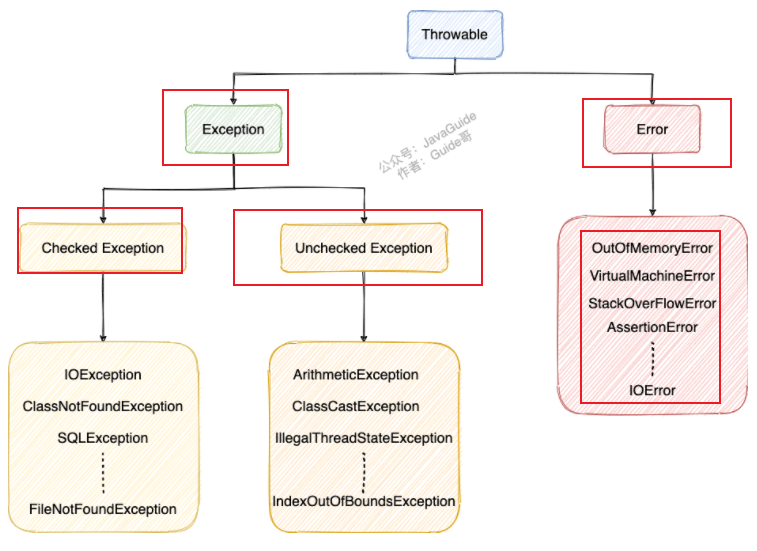 Throwable
Exception
Error
公众号：JavaGuide
作者：Guide哥
Checked Exception
Unchecked Exception
OutOfMemoryError
VirtualMachineError
StackOverFlowError
AssertionError
IOError
IOException
ClassNotFoundException
SQLException
FileNotFoundException
ArithmeticException
ClassCastException
IllegalThreadStateException
IndexOutOfBoundsException